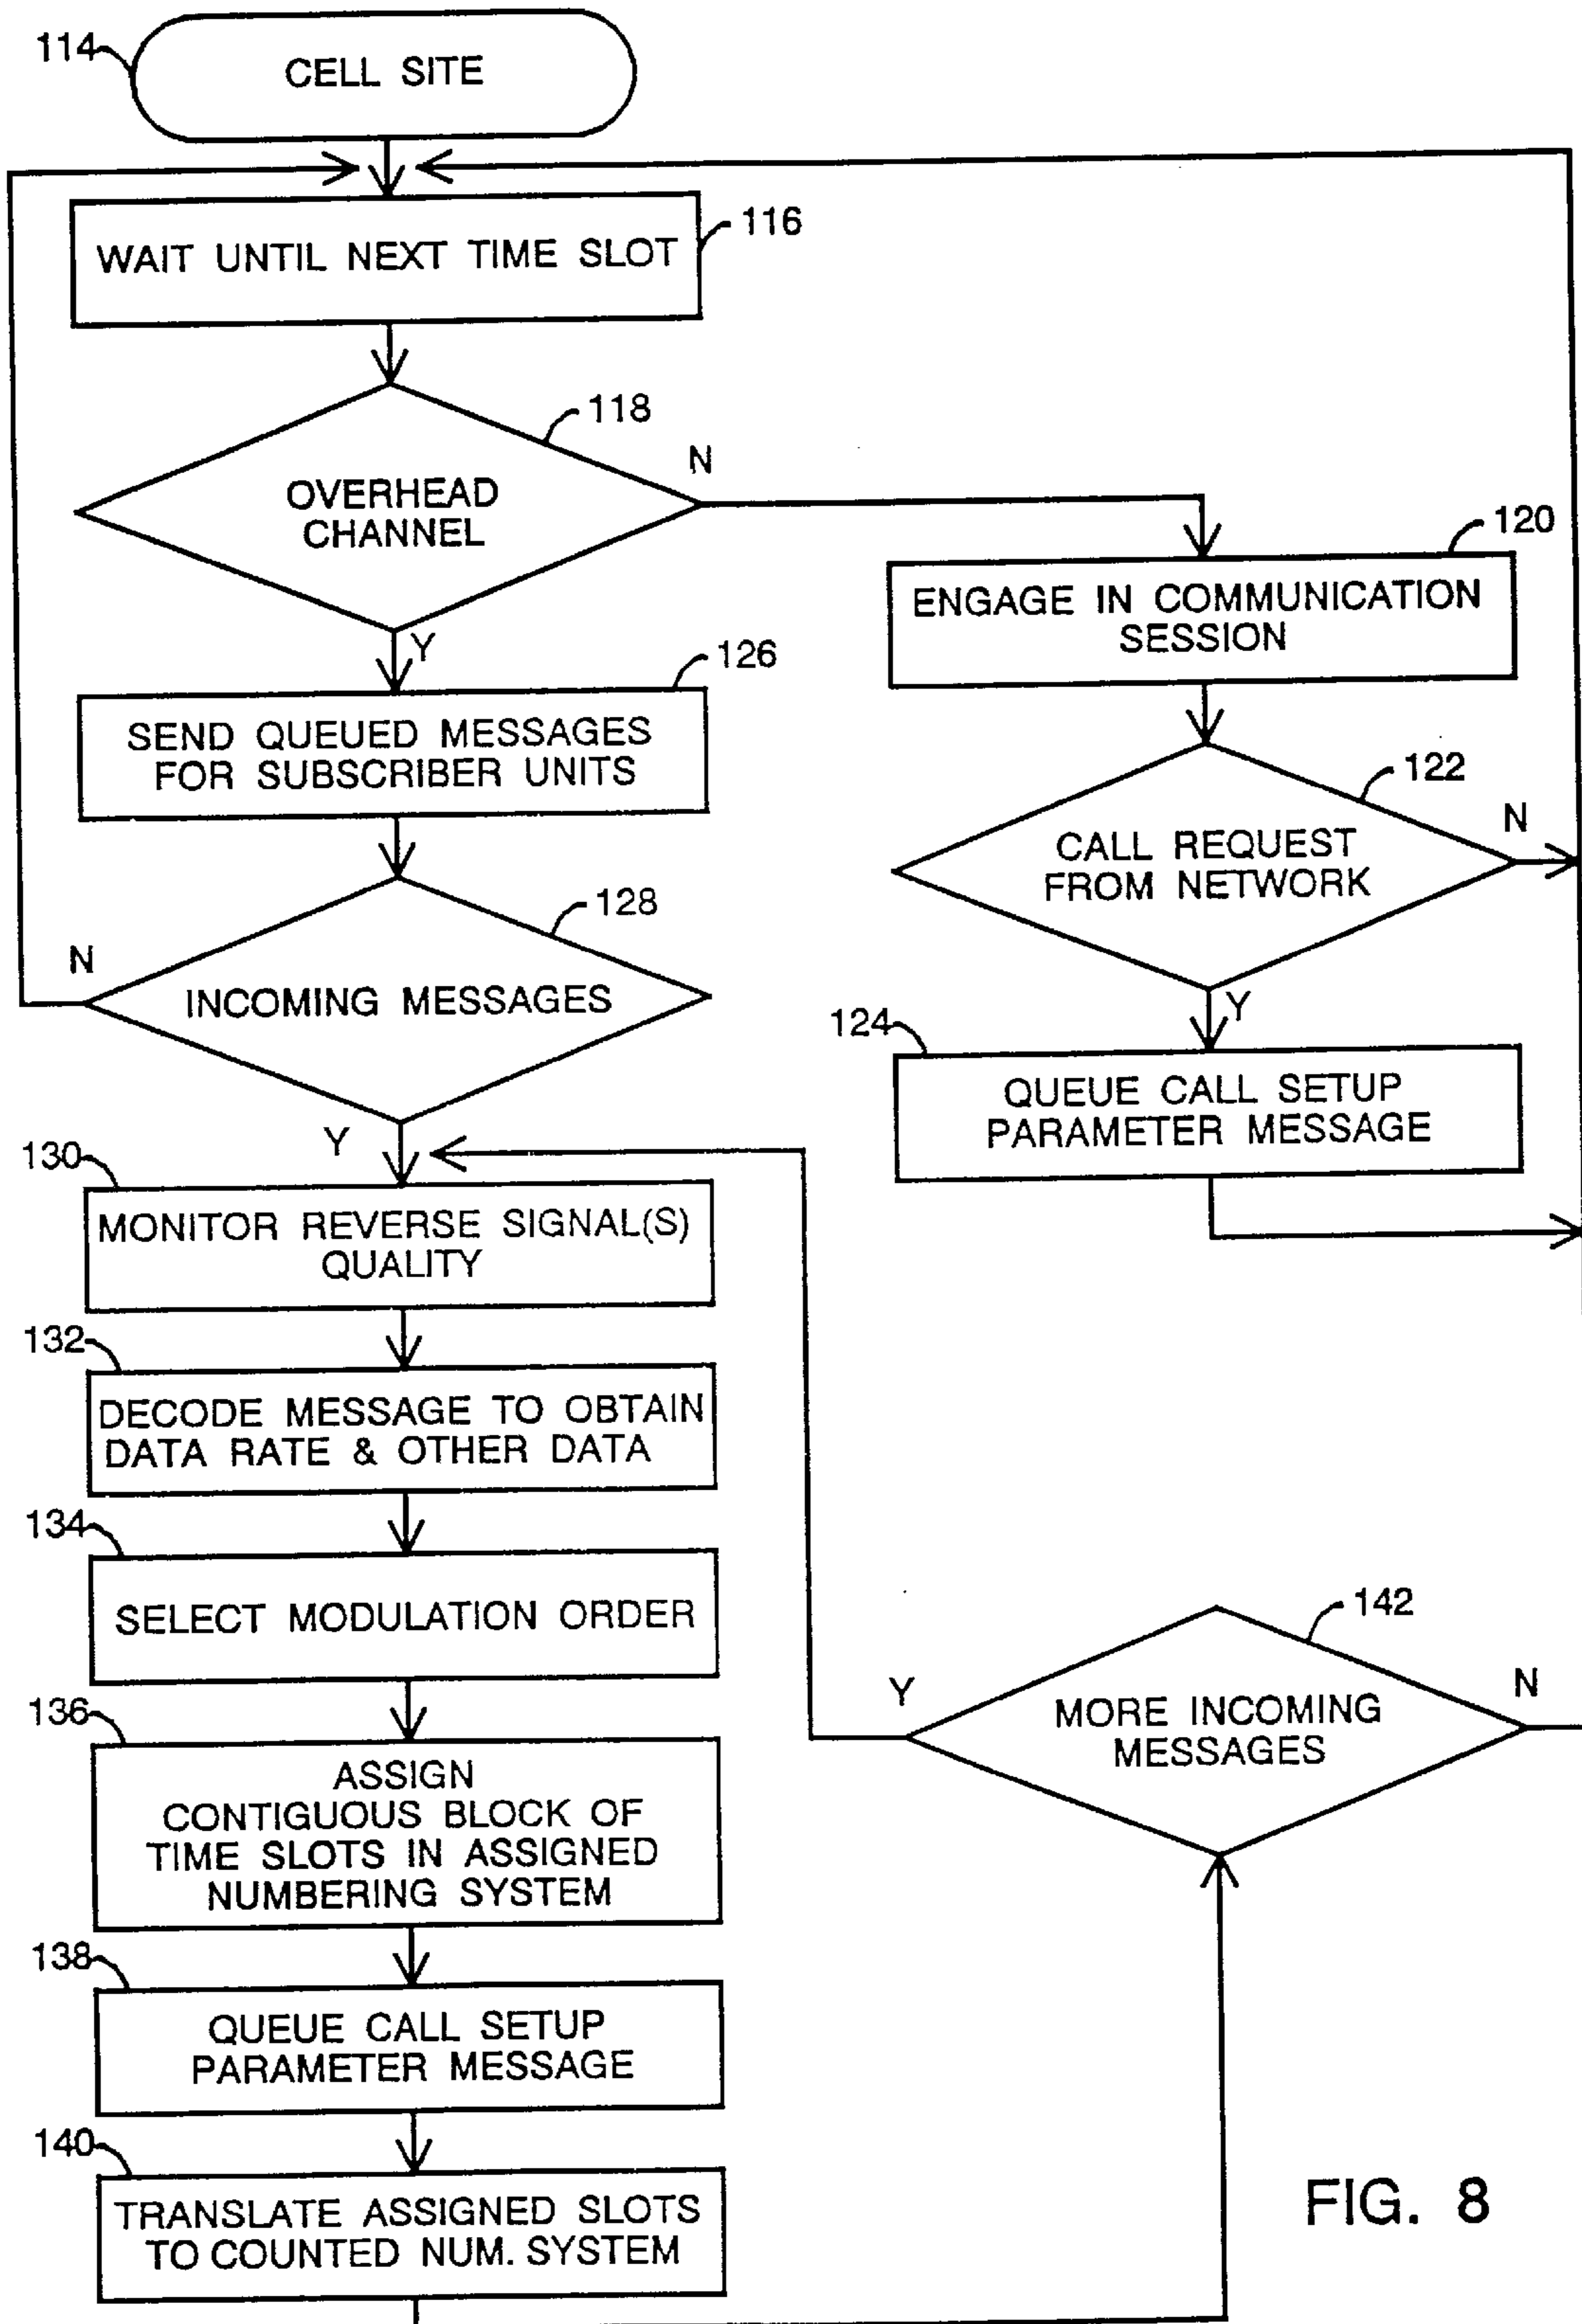 114
CELL SITE
WAIT UNTIL NEXT TIME SLOT
116
118
OVERHEAD
CHANNEL
N
Y
120
ENGAGE IN COMMUNICATION
SESSION
126
SEND QUEUED MESSAGES
FOR SUBSCRIBER UNITS
122
CALL REQUEST
FROM NETWORK
N
Y
128
INCOMING MESSAGES
N
Y
124
QUEUE CALL SETUP
PARAMETER MESSAGE
130
MONITOR REVERSE SIGNAL(S)
QUALITY
132
DECODE MESSAGE TO OBTAIN
DATA RATE & OTHER DATA
134
SELECT MODULATION ORDER
136
ASSIGN
CONTIGUOUS BLOCK OF
TIME SLOTS IN ASSIGNED
NUMBERING SYSTEM
138
QUEUE CALL SETUP
PARAMETER MESSAGE
140
TRANSLATE ASSIGNED SLOTS
TO COUNTED NUM. SYSTEM
142
MORE INCOMING
MESSAGES
Y
N
FIG. 8